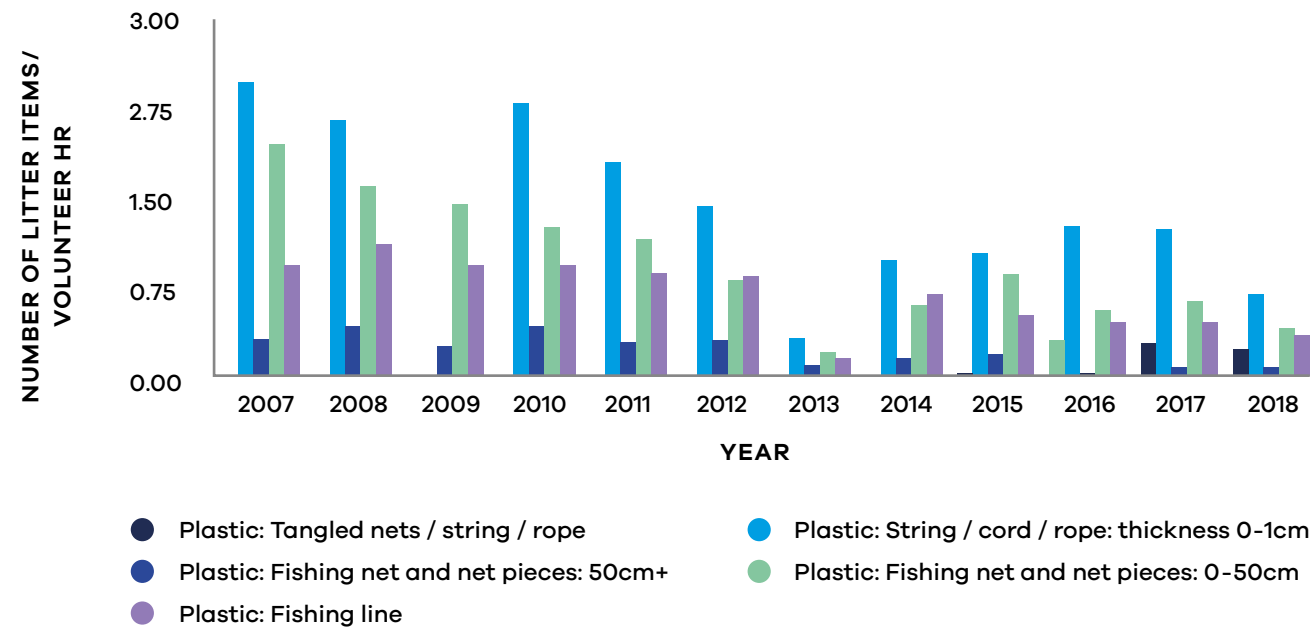 NUMBER OF LITTER ITEMS/
VOLUNTEER HR
3.00
2.75
1.50
0.75
0.00
2007 2008 2009 2010 2011 2012 2013 2014 2015 2016 2017 2018
YEAR
Plastic: Tangled nets / string / rope
Plastic: String / cord / rope: thickness 0-1cm
Plastic: Fishing net and net pieces: 50cm+
Plastic: Fishing net and net pieces: 0-50cm
Plastic: Fishing line